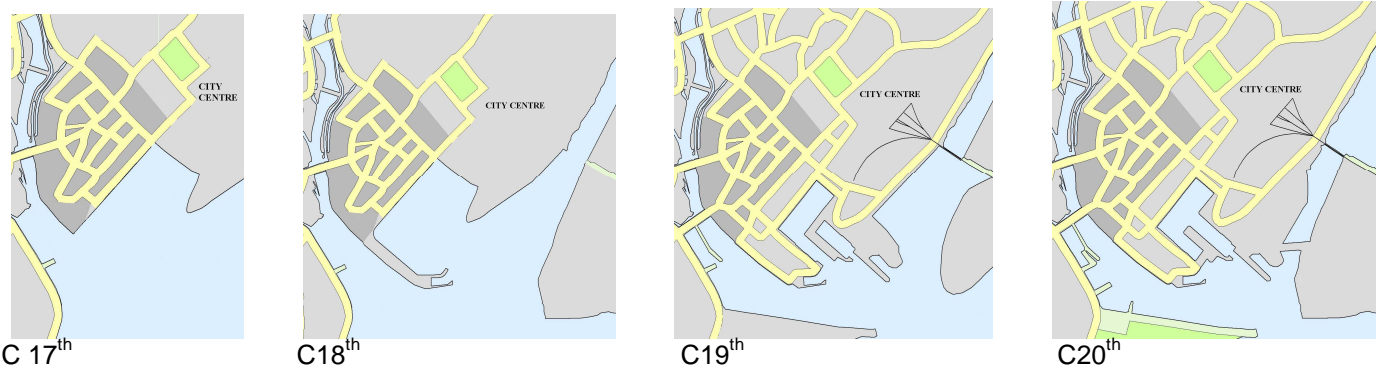 CITY
CENTRE
CITY CENTRE
CITY CENTRE
CITY CENTRE
C 17th
C18th
C19th
C20th